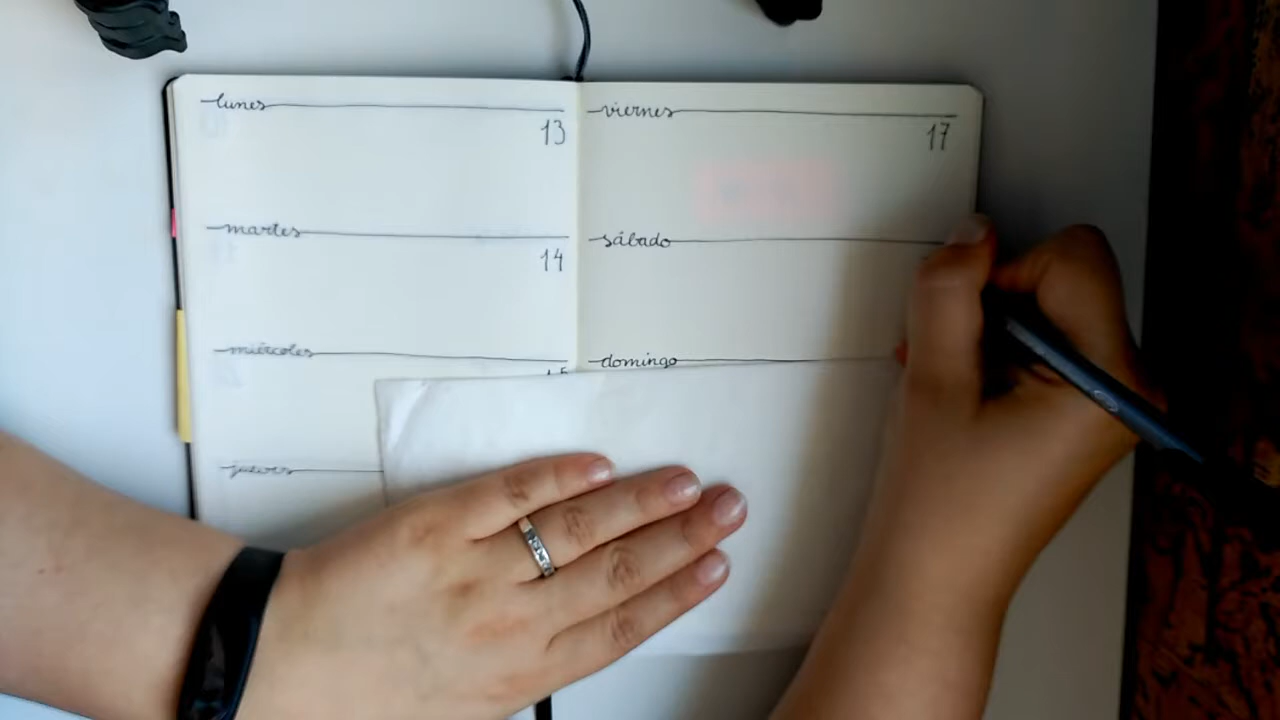 lunes
13
martes
14
miércoles
jueves
viernes
17
sábado
domingo